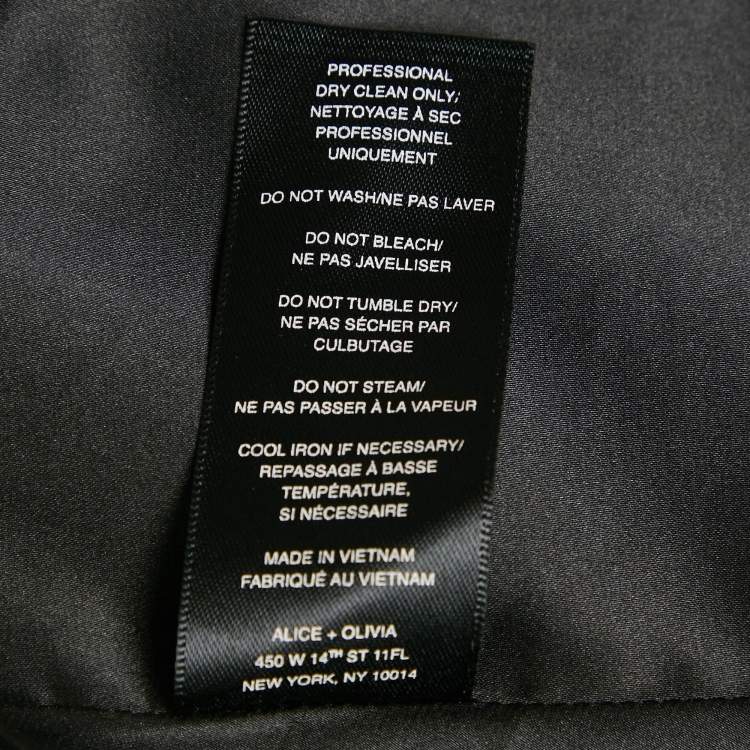 PROFESSIONAL
DRY CLEAN ONLY/
NETTOYAGE À SEC
PROFESSIONNEL
UNIQUEMENT
DO NOT WASH/NE PAS LAVER
DO NOT BLEACH/
NE PAS JAVELLISER
DO NOT TUMBLE DRY/
NE PAS SÉCHER PAR
CULBUTAGE
DO NOT STEAM/
NE PAS PASSER À LA VAPEUR
COOL IRON IF NECESSARY/
REPASSAGE À BASSE
TEMPÉRATURE,
SI NÉCESSAIRE
MADE IN VIETNAM
FABRIQUÉ AU VIETNAM
ALICE + OLIVIA
450 W 14TH ST 11FL
NEW YORK, NY 10014